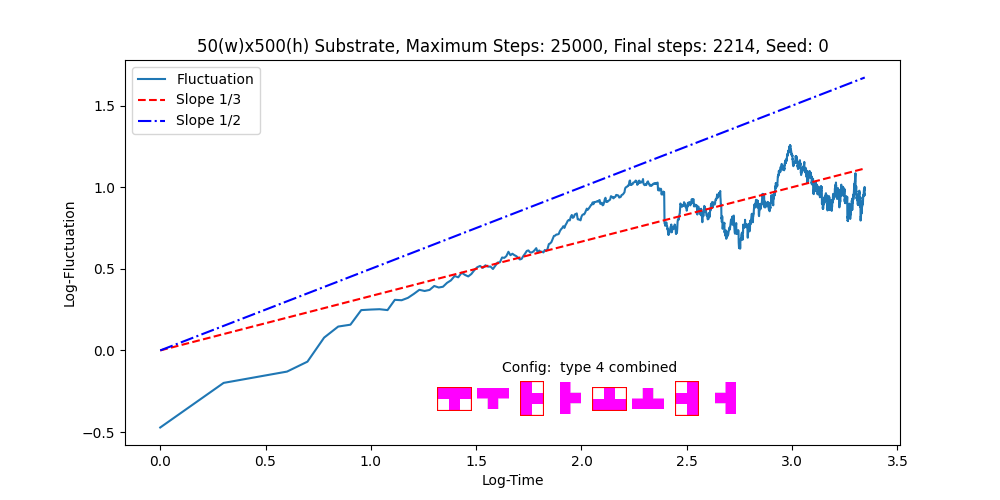 50(w)x500(h) Substrate, Maximum Steps: 25000, Final steps: 2214, Seed: 0
Fluctuation
Slope 1/3
Slope 1/2
1.5
1.0
0.5
0.0
−0.5
Log-Fluctuation
Config:  type 4 combined
0.0 0.5 1.0 1.5 2.0 2.5 3.0 3.5
Log-Time